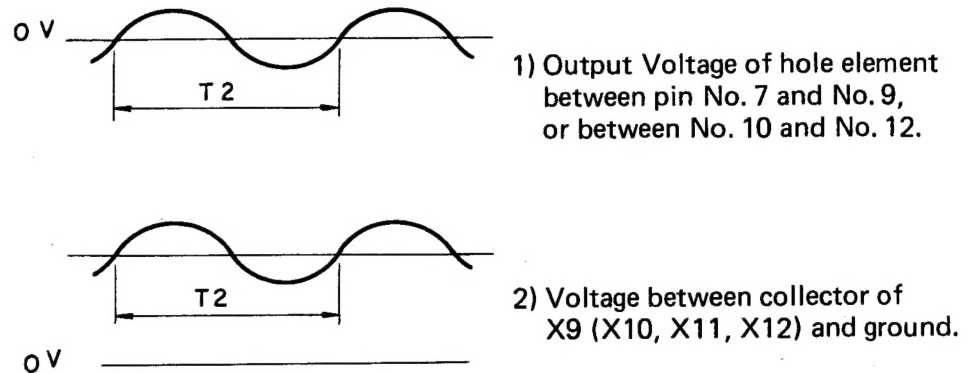 0 V
T 2
1) Output Voltage of hole element
between pin No. 7 and No. 9,
or between No. 10 and No. 12.
T2
2) Voltage between collector of
X9 (X10, X11, X12) and ground.
0 V